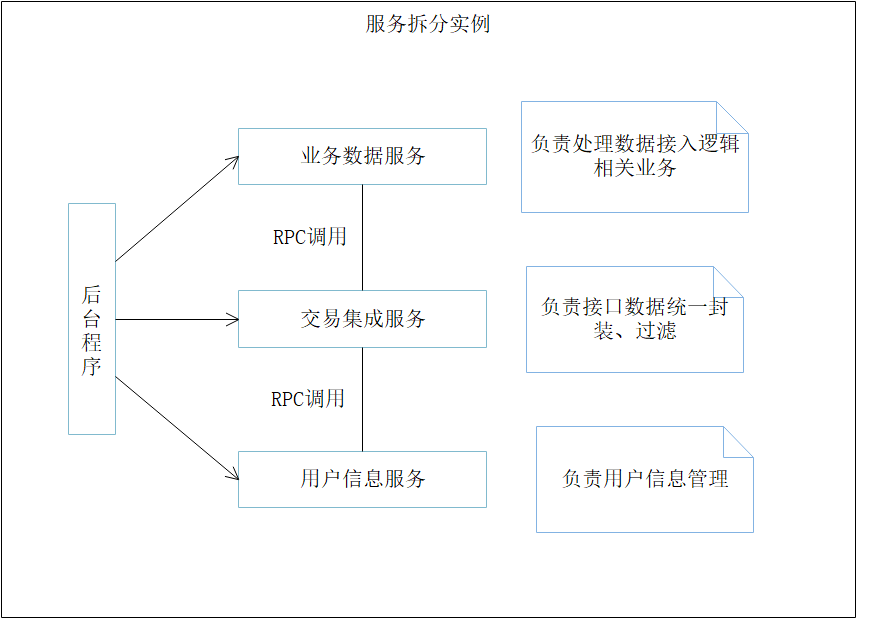 服务拆分实例
业务数据服务
负责处理数据接入逻辑
相关业务
RPC调用
后台程序
交易集成服务
负责接口数据统一封
装、过滤
RPC调用
用户信息服务
负责用户信息管理